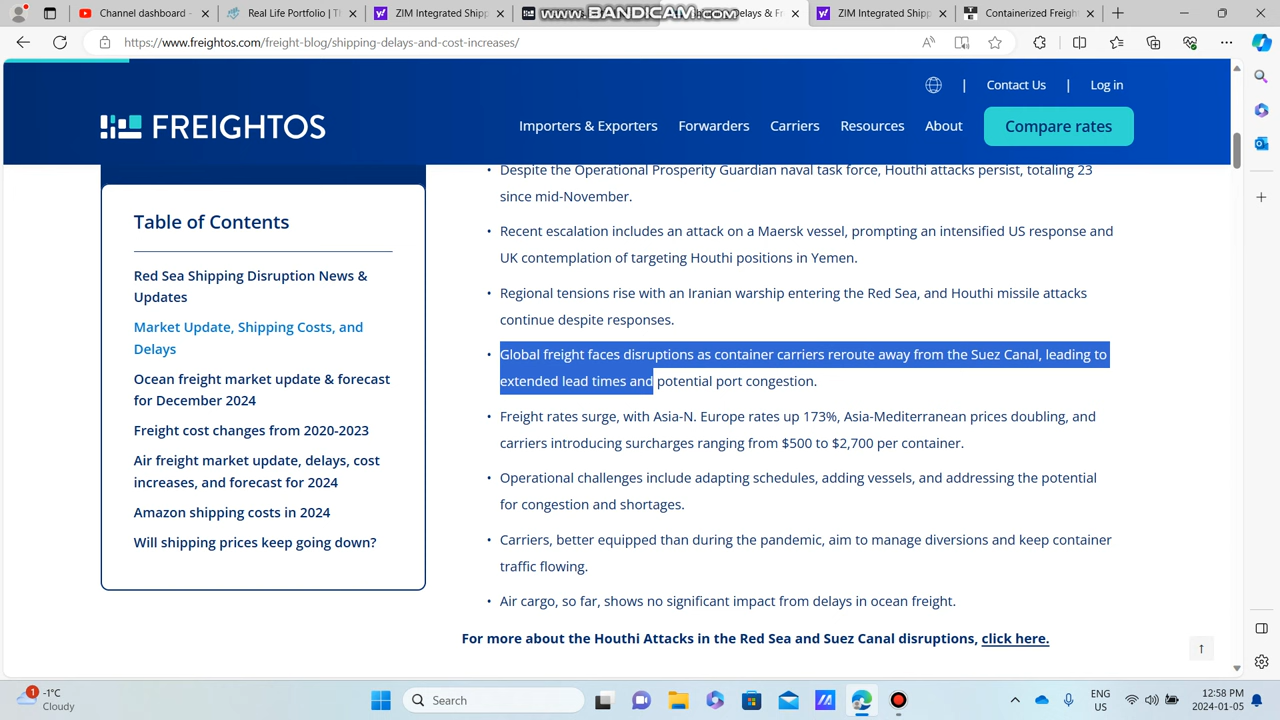 Channel dashboard -
Real Life Portfolio | Th
ZIM Integrated Shipp
elays & Fr
ZIM Integrated Shipp
Containerized Freigh
www.BANDICAM.com
https://www.freightos.com/freight-blog/shipping-delays-and-cost-increases/
Contact Us | Log in
FREIGHTOS
Importers & Exporters Forwarders Carriers Resources About Compare rates
Table of Contents
Red Sea Shipping Disruption News &
Updates
Market Update, Shipping Costs, and
Delays
Ocean freight market update & forecast
for December 2024
Freight cost changes from 2020-2023
Air freight market update, delays, cost
increases, and forecast for 2024
Amazon shipping costs in 2024
Will shipping prices keep going down?
• Despite the Operational Prosperity Guardian naval task force, Houthi attacks persist, totaling 23
since mid-November.
• Recent escalation includes an attack on a Maersk vessel, prompting an intensified US response and
UK contemplation of targeting Houthi positions in Yemen.
• Regional tensions rise with an Iranian warship entering the Red Sea, and Houthi missile attacks
continue despite responses.
• Global freight faces disruptions as container carriers reroute away from the Suez Canal, leading to
extended lead times and potential port congestion.
• Freight rates surge, with Asia-N. Europe rates up 173%, Asia-Mediterranean prices doubling, and
carriers introducing surcharges ranging from $500 to $2,700 per container.
• Operational challenges include adapting schedules, adding vessels, and addressing the potential
for congestion and shortages.
• Carriers, better equipped than during the pandemic, aim to manage diversions and keep container
traffic flowing.
• Air cargo, so far, shows no significant impact from delays in ocean freight.
For more about the Houthi Attacks in the Red Sea and Suez Canal disruptions, click here.
1
-1°C
Cloudy
Search
ENG
US
12:58 PM
2024-01-05